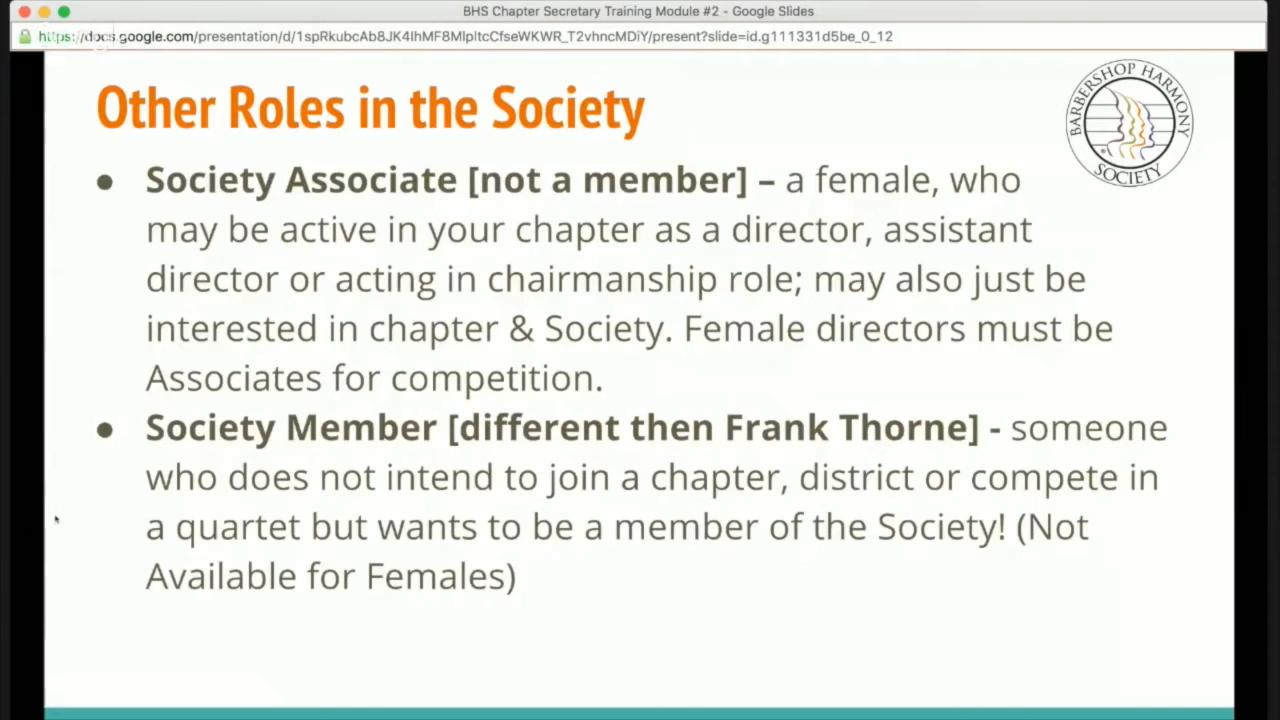 BHS Chapter Secretary Training Module #2 - Google Slides
https://docs.google.com/presentation/d/1spRkubcAb8JK4lhMF8MlpltcCfseWKWR_T2vhncMDiY/present?slide=id.g111331d5be_0_12
Other Roles in the Society
BARBERSHOP HARMONY SOCIETY
● Society Associate [not a member] – a female, who
may be active in your chapter as a director, assistant
director or acting in chairmanship role; may also just be
interested in chapter & Society. Female directors must be
Associates for competition.
● Society Member [different then Frank Thorne] - someone
who does not intend to join a chapter, district or compete in
a quartet but wants to be a member of the Society! (Not
Available for Females)